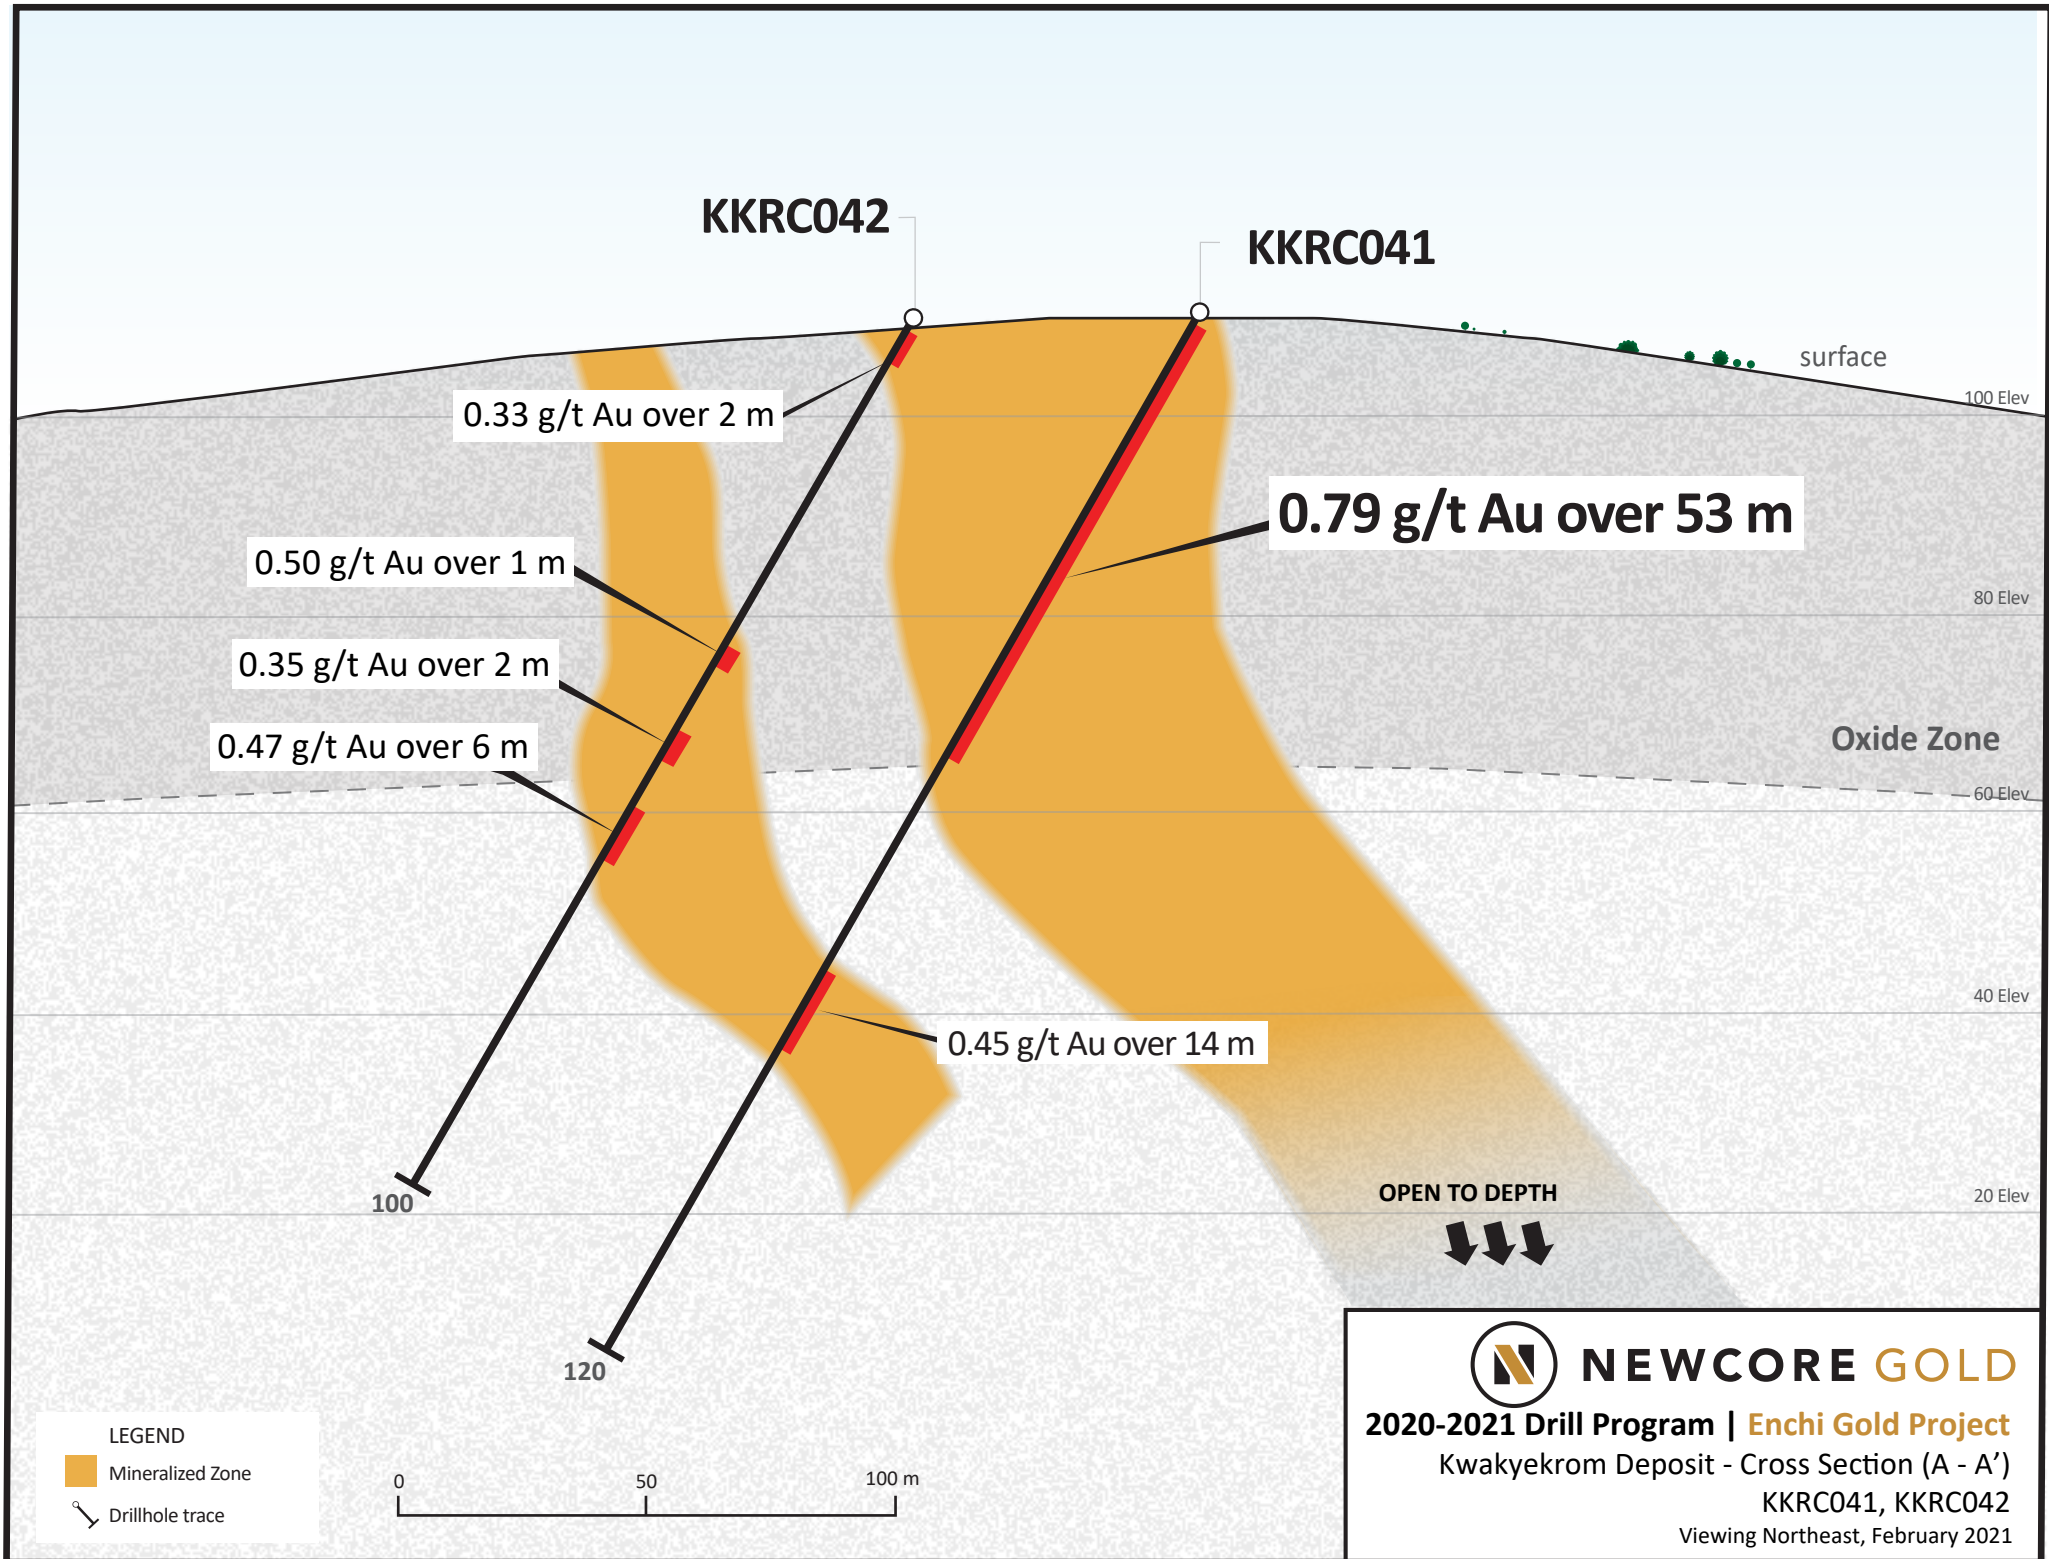 KKRC042
KKRC041
surface
100 Elev
0.33 g/t Au over 2 m
0.79 g/t Au over 53 m
0.50 g/t Au over 1 m
80 Elev
0.35 g/t Au over 2 m
0.47 g/t Au over 6 m
Oxide Zone
60 Elev
40 Elev
0.45 g/t Au over 14 m
OPEN TO DEPTH
20 Elev
100
120
NEWCORE GOLD
2020-2021 Drill Program | Enchi Gold Project
Kwakyekrom Deposit - Cross Section (A - A’)
KKRC041, KKRC042
Viewing Northeast, February 2021
LEGEND
Mineralized Zone
Drillhole trace
0 50 100 m